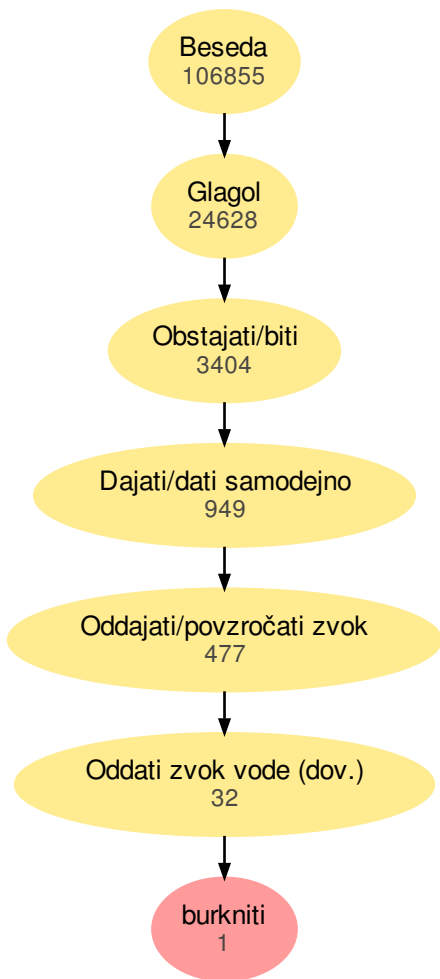 Beseda
106855
Glagol
24628
Obstajati/biti
3404
Dajati/dati samodejno
949
Oddajati/povzročati zvok
477
Oddati zvok vode (dov.)
32
burkniti
1